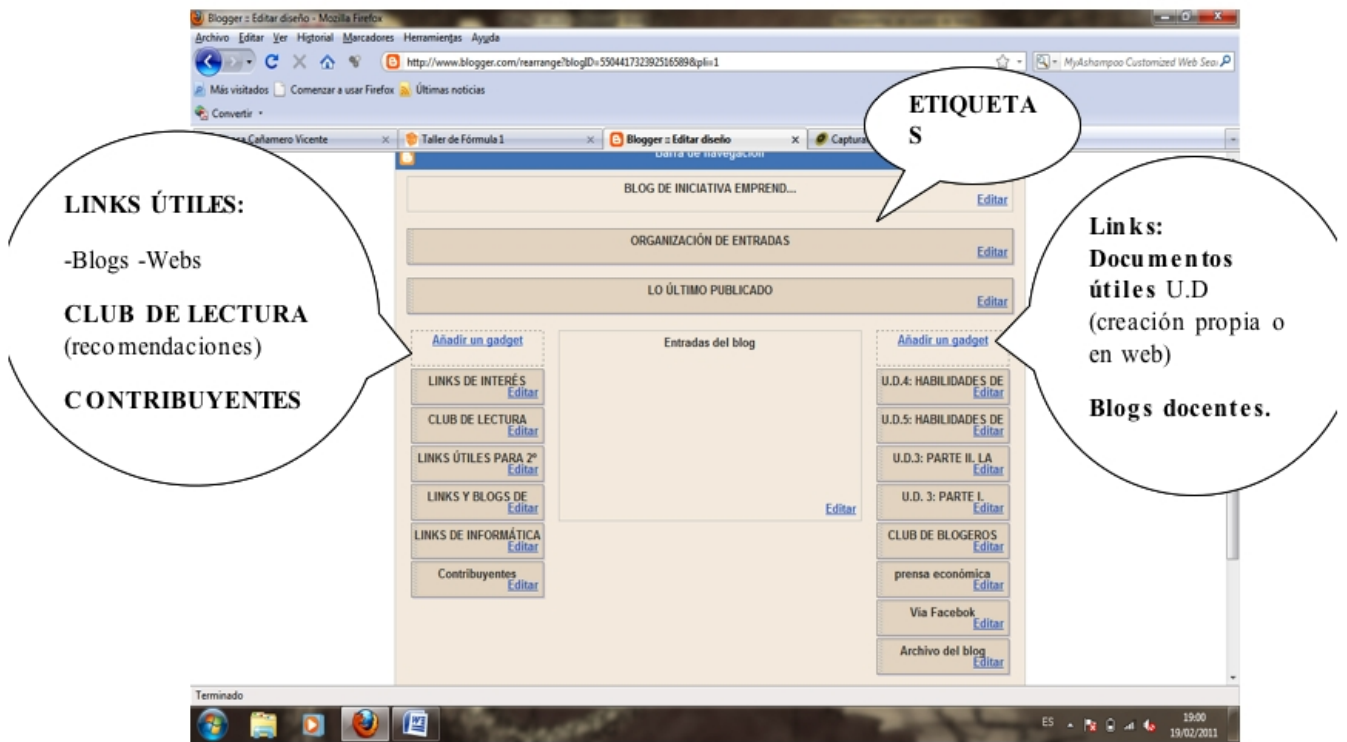 Blogger :: Editar diseño - Mozilla Firefox
Archivo Editar Ver Historial Marcadores Herramientas Ayuda
http://www.blogger.com/rearrange?blogID=550441732392516589&pli=1
MyAshampoo Customized Web Sear
Más visitados Comenzar a usar Firefox Últimas noticias
Convertir
Cañamero Vicente
Taller de Fórmula 1
Blogger :: Editar diseño
Captura
ETIQUETA
S
LINKS ÚTILES:
-Blogs -Webs
CLUB DE LECTURA
(recomendaciones)
CONTRIBUYENTES
Barra de navegación
BLOG DE INICIATIVA EMPREND...
Editar
ORGANIZACIÓN DE ENTRADAS
Editar
LO ÚLTIMO PUBLICADO
Editar
Añadir un gadget
LINKS DE INTERÉS
Editar
CLUB DE LECTURA
Editar
LINKS ÚTILES PARA 2º
Editar
LINKS Y BLOGS DE
Editar
LINKS DE INFORMÁTICA
Editar
Contribuyentes
Editar
Entradas del blog
Editar
Añadir un gadget
U.D.4: HABILIDADES DE
Editar
U.D.5: HABILIDADES DE
Editar
U.D.3: PARTE II. LA
Editar
U.D. 3: PARTE I.
Editar
CLUB DE BLOGEROS
Editar
prensa económica
Editar
Via Facebok
Editar
Archivo del blog
Editar
Links:
Documentos
útiles U.D
(creación propia o
en web)
Blogs docentes.
Terminado
ES
19:00
19/02/2011